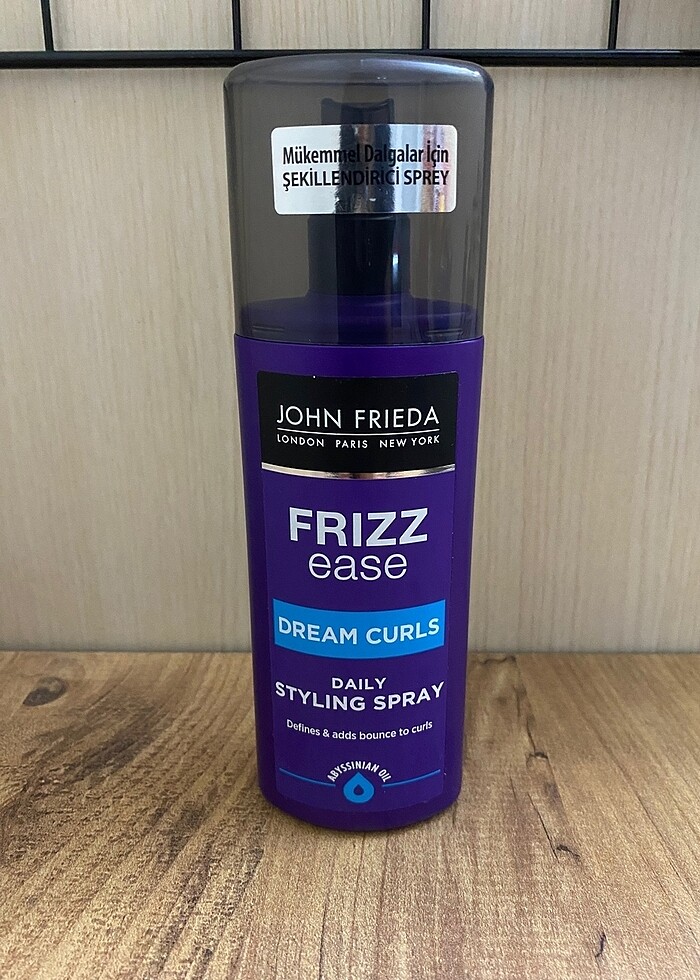 Mükemmel Dalgalar İçin
ŞEKİLLENDİRİCİ SPREY
JOHN FRIEDA
LONDON PARIS NEW YORK
FRIZZ
ease
DREAM CURLS
DAILY
STYLING SPRAY
Defines & adds bounce to curls
ABYSSINIAN OIL